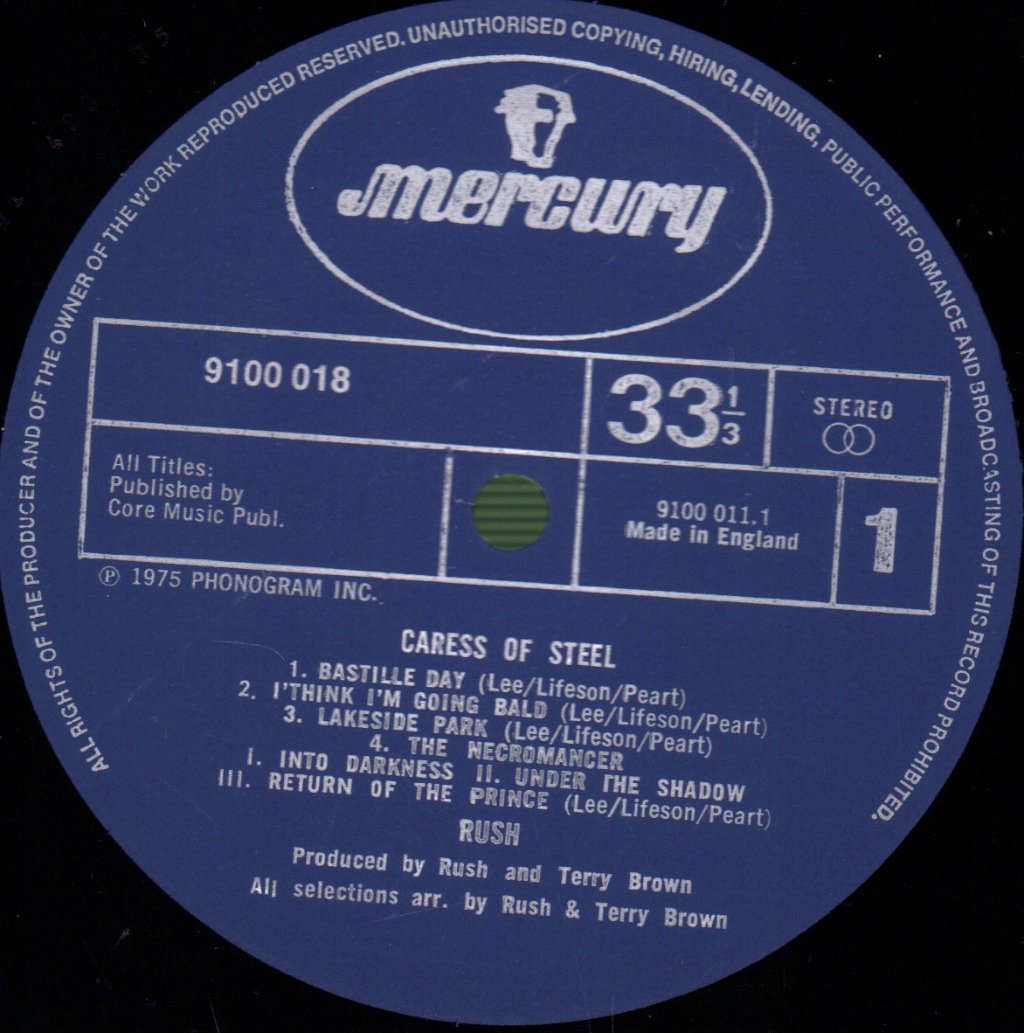 ALL RIGHTS OF THE PRODUCER AND OF THE OWNER OF THE WORK REPRODUCED RESERVED. UNAUTHORISED COPYING, HIRING, LENDING, PUBLIC PERFORMANCE AND BROADCASTING OF THIS RECORD PROHIBITED.
mercury
9100 018
33 1/3
STEREO
All Titles:
Published by
Core Music Publ.
9100 011.1
Made in England
1
Ⓟ 1975 PHONOGRAM INC.
CARESS OF STEEL
1. BASTILLE DAY (Lee/Lifeson/Peart)
2. I'THINK I'M GOING BALD (Lee/Lifeson/Peart)
3. LAKESIDE PARK (Lee/Lifeson/Peart)
4. THE NECROMANCER
I. INTO DARKNESS II. UNDER THE SHADOW
III. RETURN OF THE PRINCE (Lee/Lifeson/Peart)
RUSH
Produced by Rush and Terry Brown
All selections arr. by Rush & Terry Brown